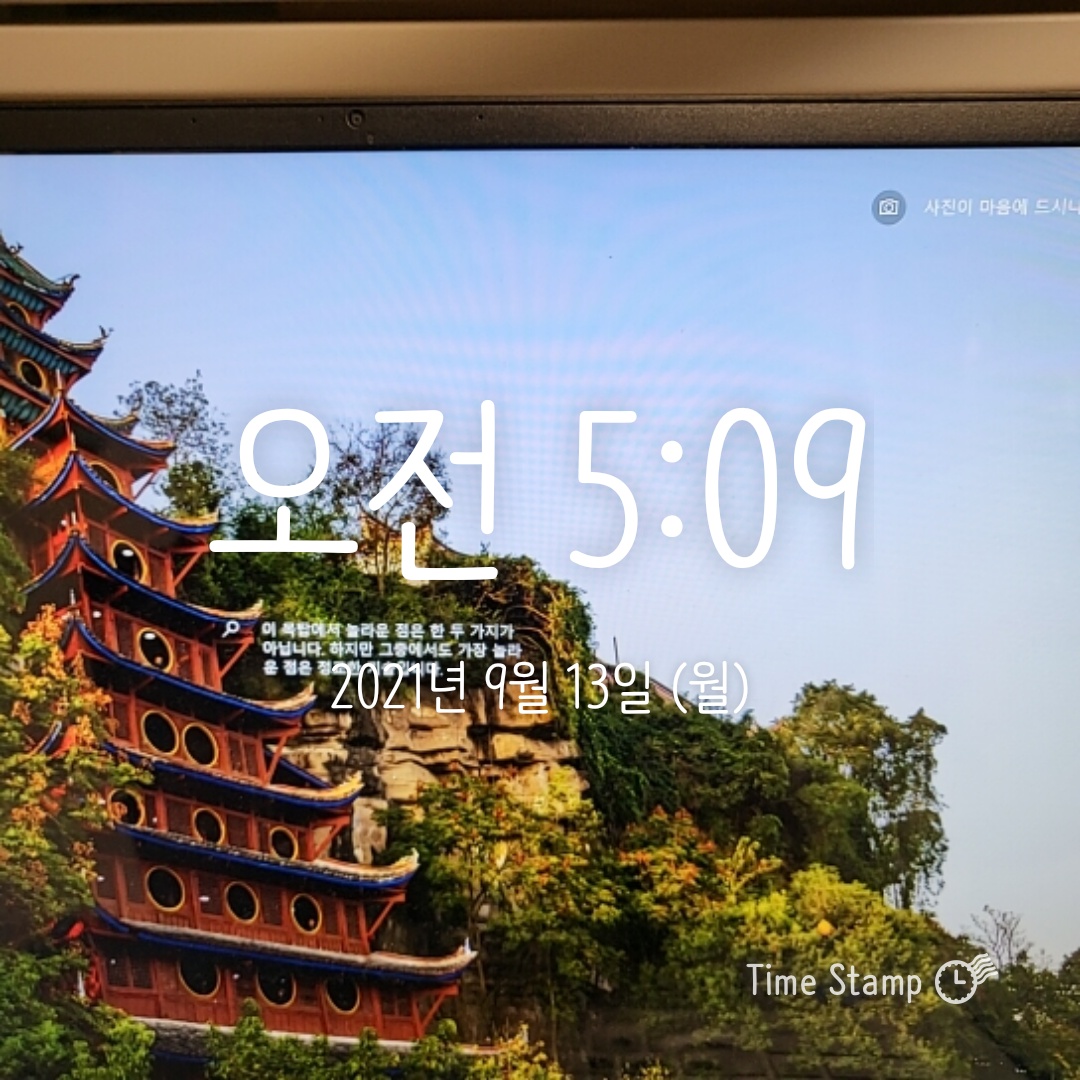 사진이 마음에 드시나
오전 5:09
이 목탑에서 놀라운 점은 한 두 가지가
아닙니다. 하지만 그중에서도 가장 놀라
운 점은
2021년 9월 13일 (월)
Time Stamp